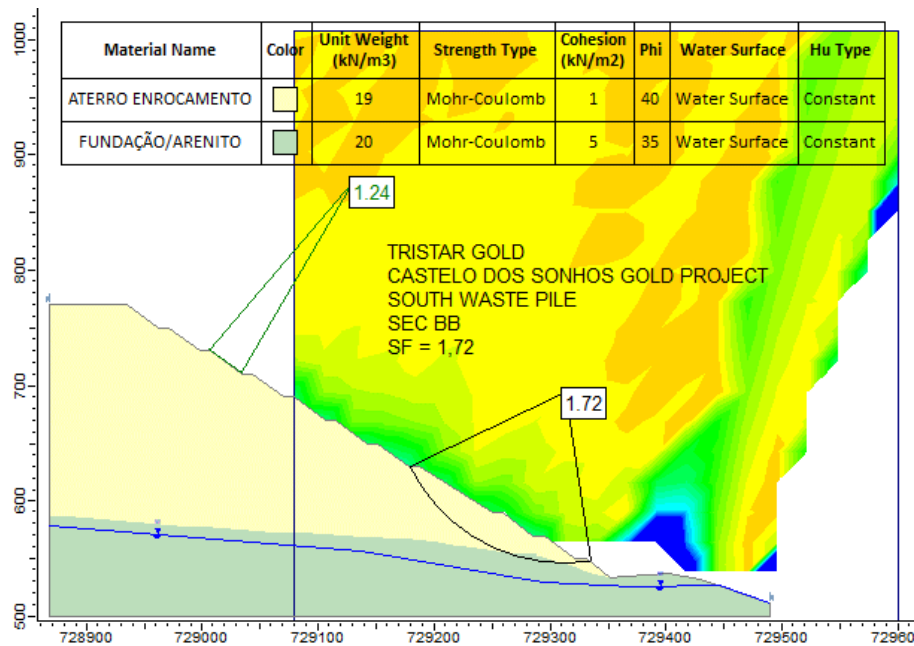 Material Name Color Unit Weight (kN/m3) Strength Type Cohesion (kN/m2) Phi Water Surface Hu Type
ATERRO ENROCAMENTO 19 Mohr-Coulomb 1 40 Water Surface Constant
FUNDAÇÃO/ARENITO 20 Mohr-Coulomb 5 35 Water Surface Constant
1.24
TRISTAR GOLD
CASTELO DOS SONHOS GOLD PROJECT
SOUTH WASTE PILE
SEC BB
SF = 1,72
1.72
1000
900
800
700
600
500
728900 729000 729100 729200 729300 729400 729500 72960